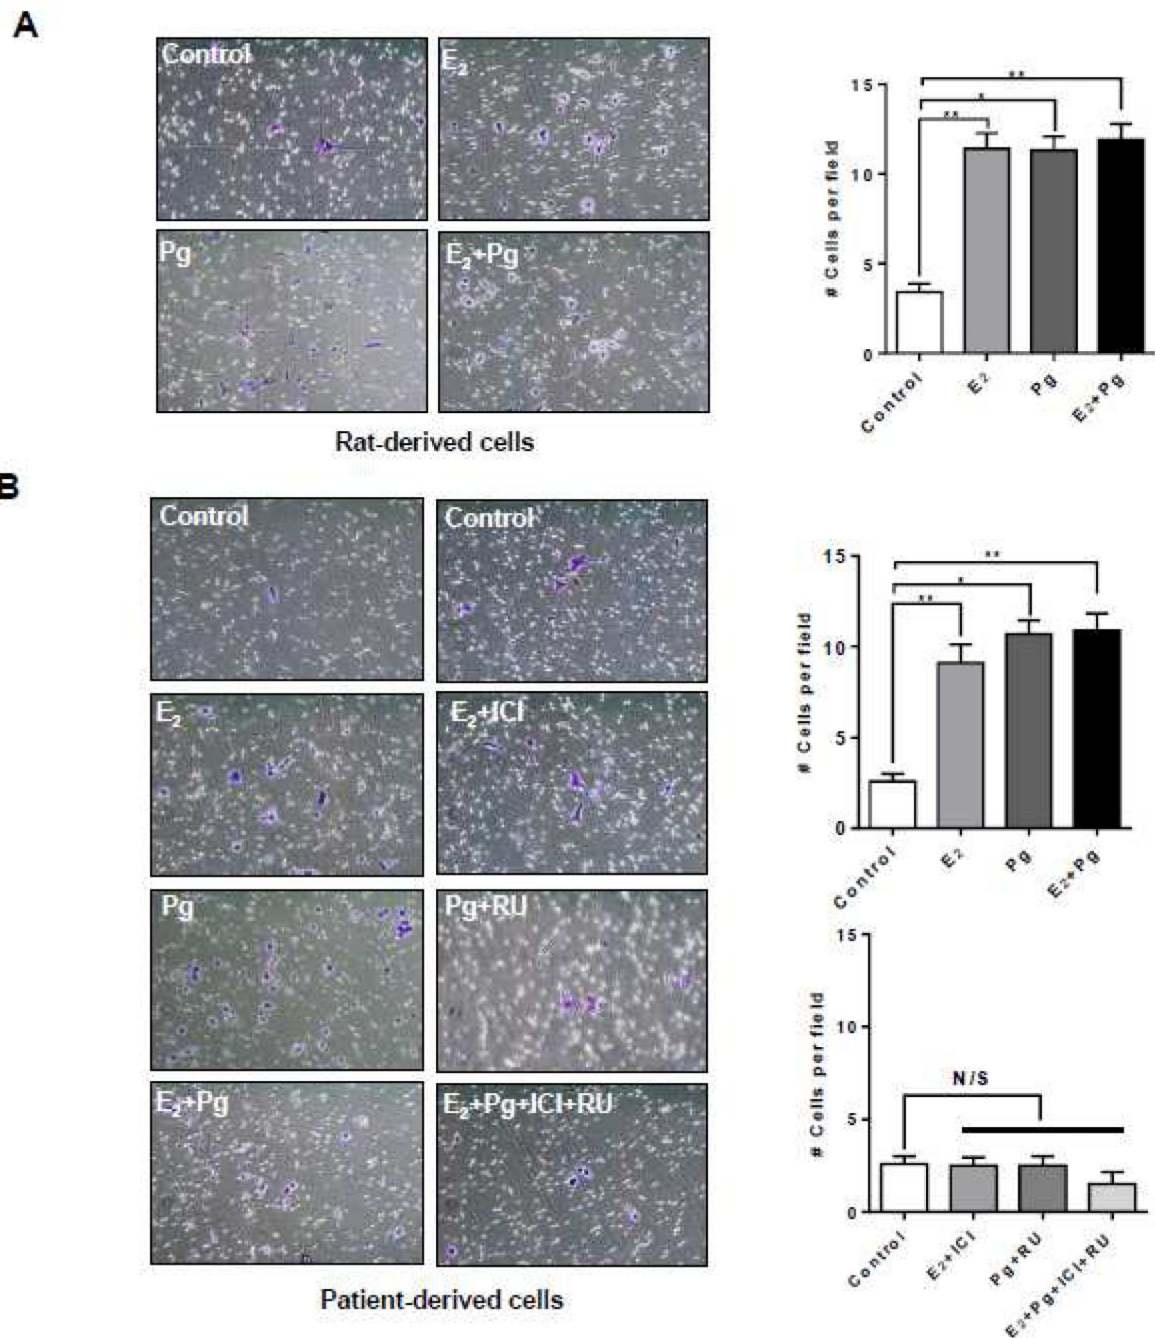 A
Control
E₂
Pg
E₂+Pg
Rat-derived cells
# Cells per field
15
10
5
0
**
*
**
Control
E₂
Pg
E₂+Pg
B
Control
Control
E₂
E₂+ICI
Pg
Pg+RU
E₂+Pg
E₂+Pg+ICI+RU
Patient-derived cells
# Cells per field
15
10
5
0
**
*
**
Control
E₂
Pg
E₂+Pg
# Cells per field
15
10
5
0
N/S
Control
E₂+ICI
Pg+RU
E₂+Pg+ICI+RU